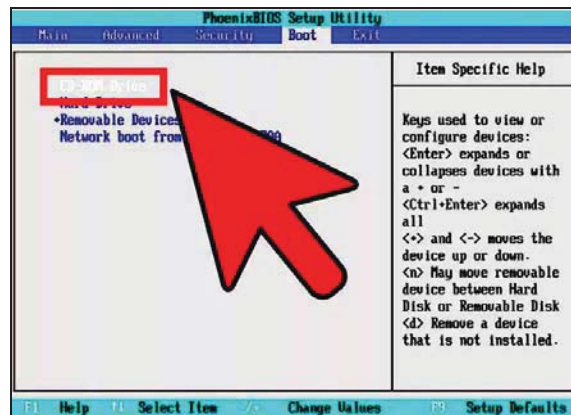 PhoenixBIOS Setup Utility
Main Advanced Security Boot Exit
CD-ROM Drive
Hard Drive
+Removable Devices
Network boot from
Item Specific Help
Keys used to view or
configure devices:
<Enter> expands or
collapses devices with
a + or -
<Ctrl+Enter> expands
all
<+> and <-> moves the
device up or down.
<n> May move removable
device between Hard
Disk or Removable Disk
<d> Remove a device
that is not installed.
F1 Help ↑↓ Select Item -/+ Change Values F9 Setup Defaults